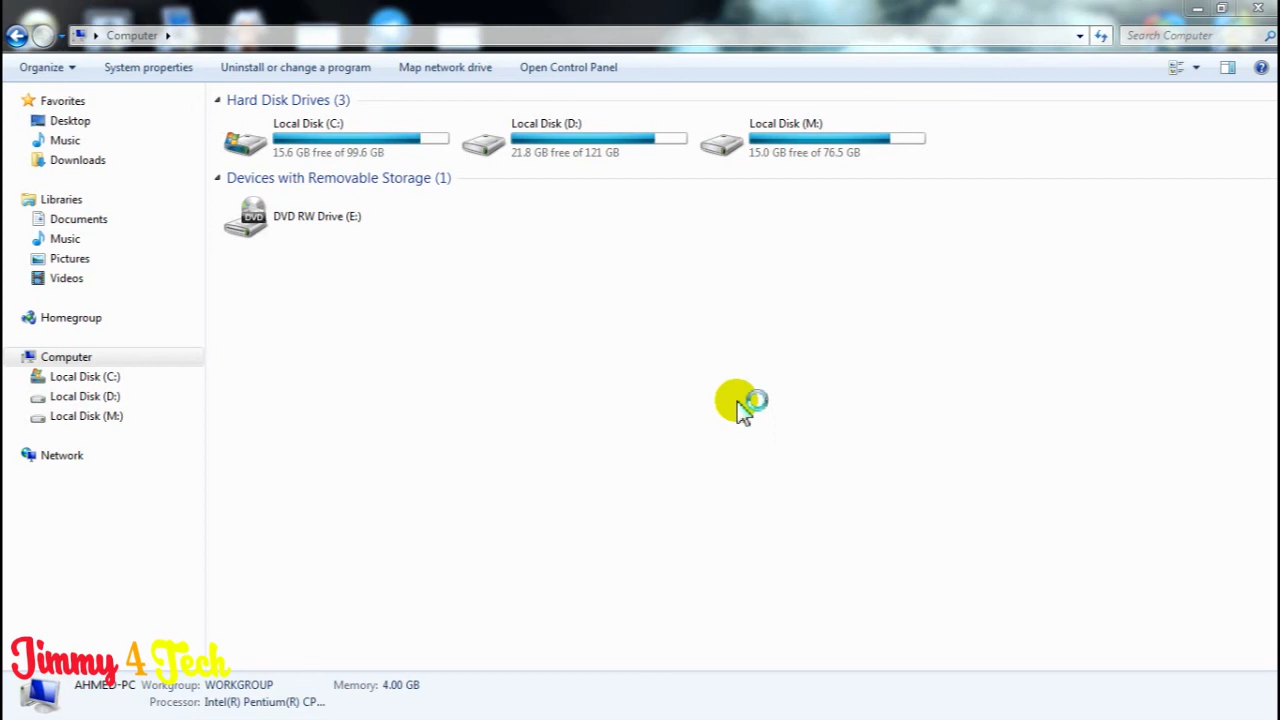 Computer
Search Computer
Organize
System properties
Uninstall or change a program
Map network drive
Open Control Panel
Favorites
Desktop
Music
Downloads
Libraries
Documents
Music
Pictures
Videos
Homegroup
Computer
Local Disk (C:)
Local Disk (D:)
Local Disk (M:)
Network
Hard Disk Drives (3)
Local Disk (C:)
15.6 GB free of 99.6 GB
Local Disk (D:)
21.8 GB free of 121 GB
Local Disk (M:)
15.0 GB free of 76.5 GB
Devices with Removable Storage (1)
DVD
DVD RW Drive (E:)
Jimmy 4 Tech
AHMED-PC Workgroup: WORKGROUP Memory: 4.00 GB
Processor: Intel(R) Pentium(R) CP...